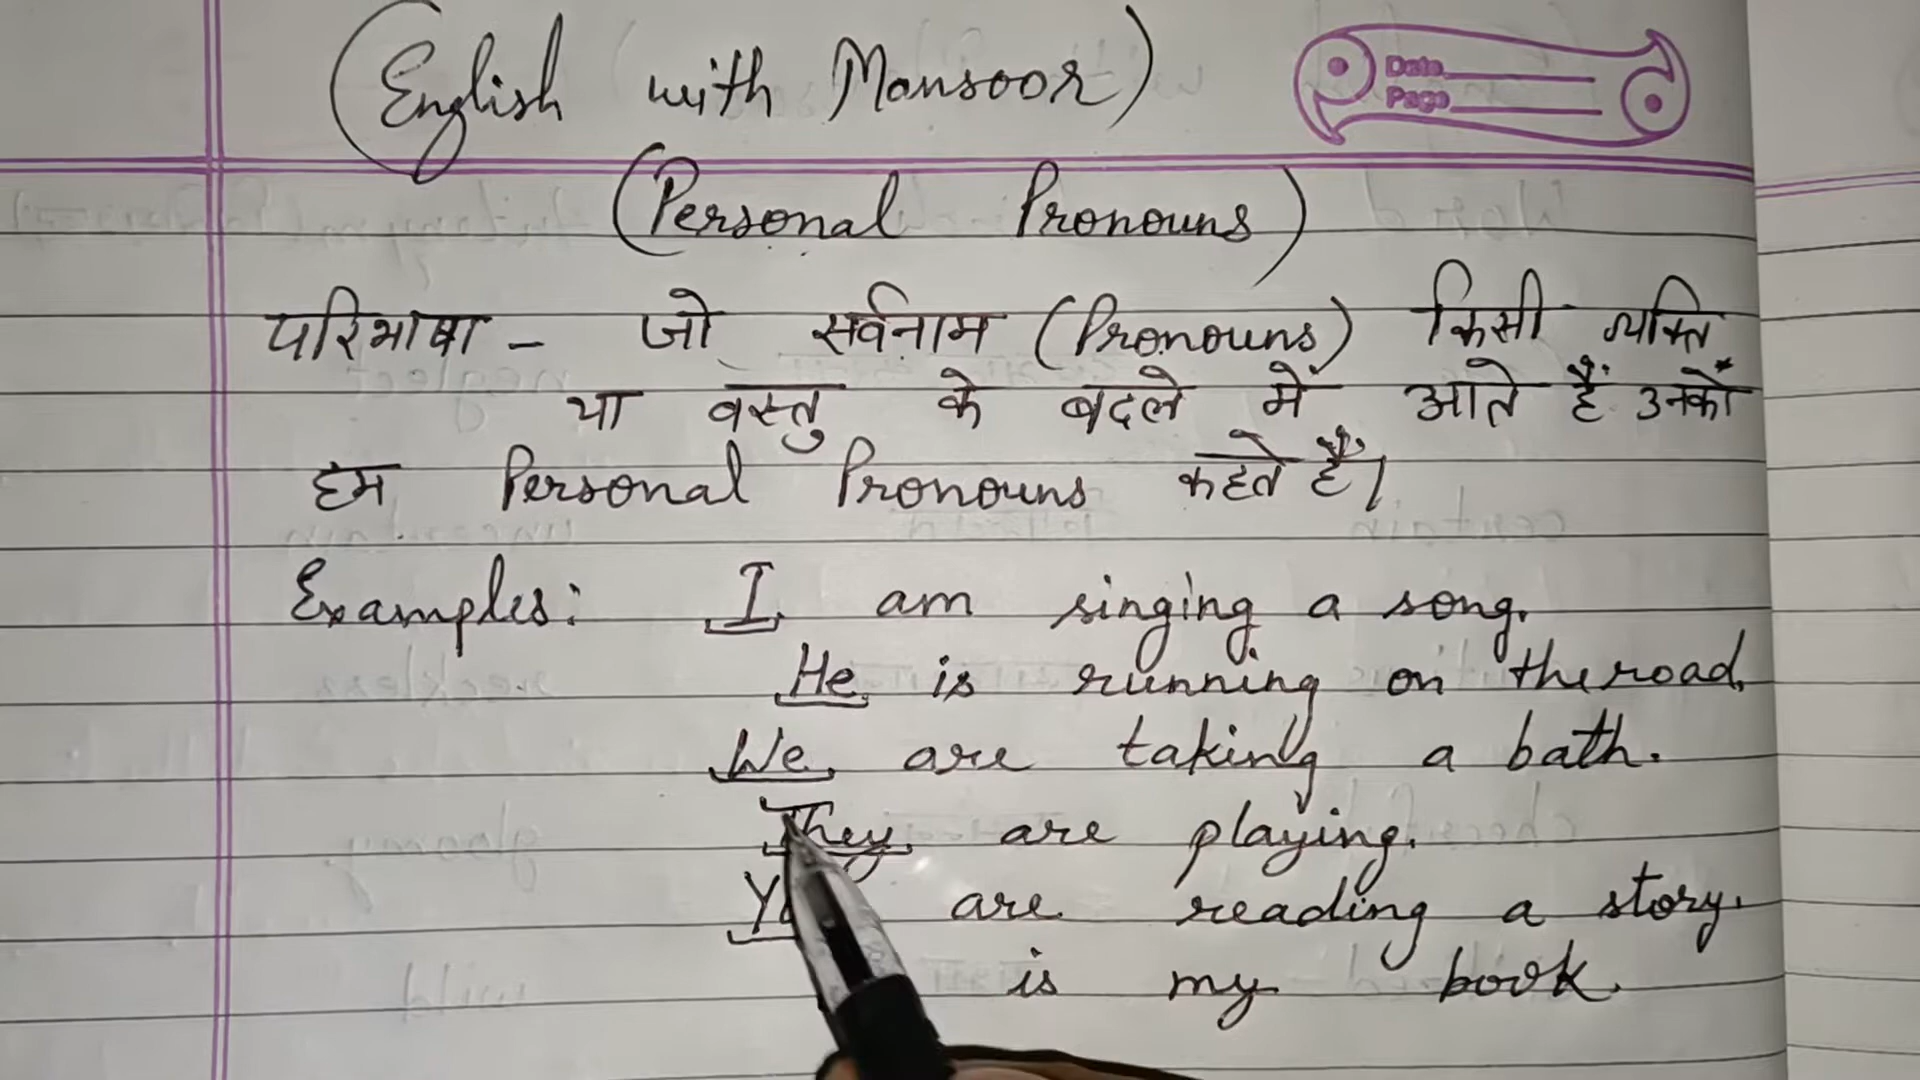 (English with Mansoor)
Date
Page
(Personal Pronouns)
परिभाषा - जो सर्वनाम (Pronouns) किसी व्यक्ति
या वस्तु के बदले में आते हैं उनको
हम Personal Pronouns कहते हैं।
Examples: I am singing a song.
He is running on the road.
We are taking a bath.
They are playing.
are reading a story.
is my book.